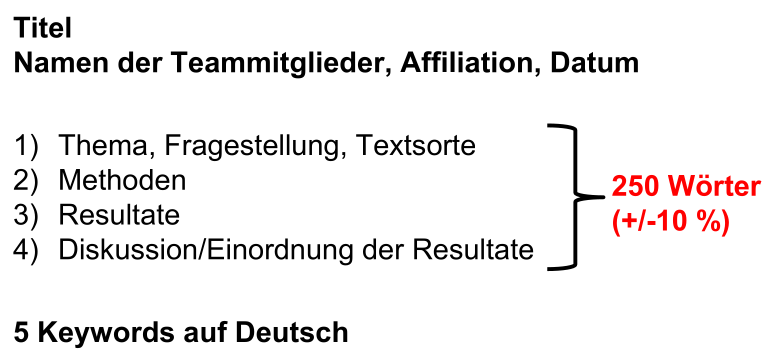 Titel
Namen der Teammitglieder, Affiliation, Datum
1) Thema, Fragestellung, Textsorte
2) Methoden
3) Resultate
4) Diskussion/Einordnung der Resultate
250 Wörter
(+/-10 %)
5 Keywords auf Deutsch